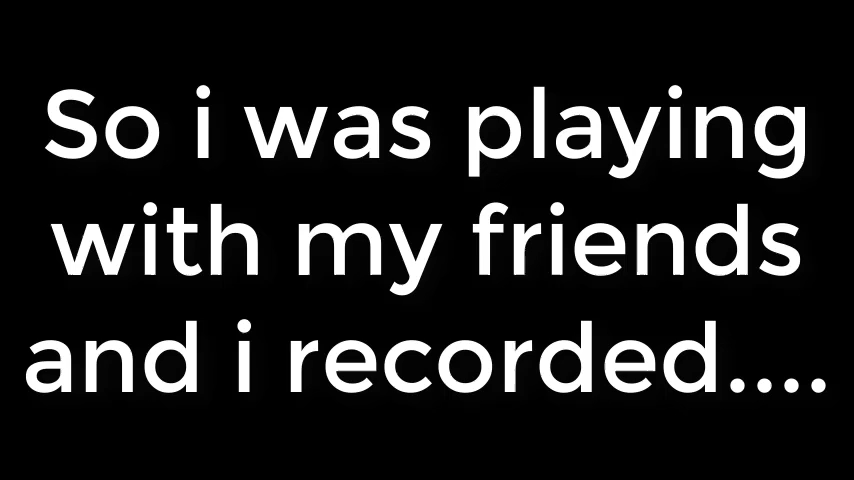 So i was playing
with my friends
and i recorded....